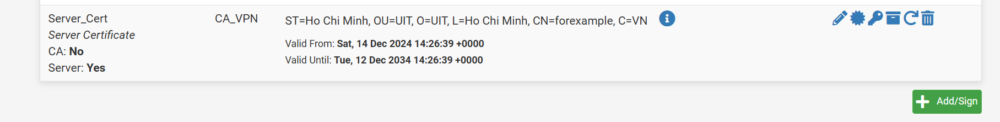 Server_Cert
Server Certificate
CA: No
Server: Yes
CA_VPN
ST=Ho Chi Minh, OU=UIT, O=UIT, L=Ho Chi Minh, CN=forexample, C=VN
Valid From: Sat, 14 Dec 2024 14:26:39 +0000
Valid Until: Tue, 12 Dec 2034 14:26:39 +0000
Add/Sign